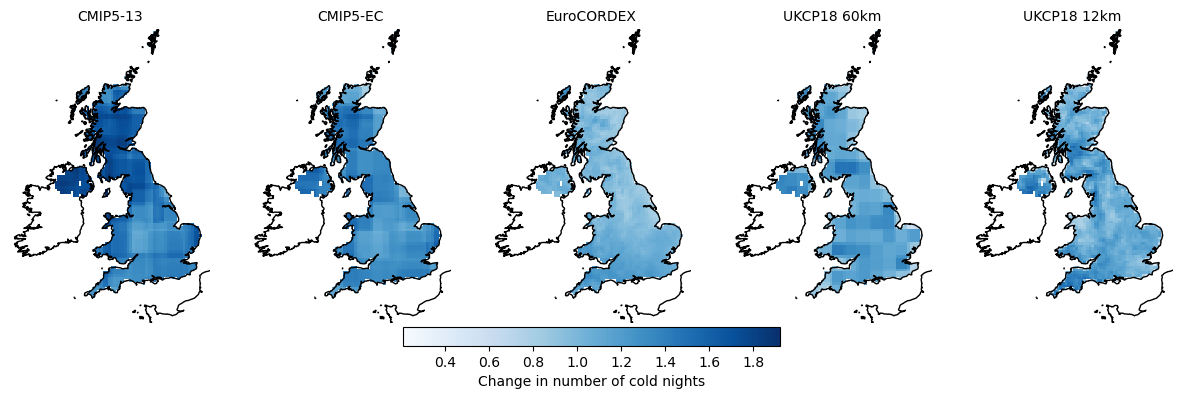 CMIP5-13
CMIP5-EC
EuroCORDEX
UKCP18 60km
UKCP18 12km
0.4 0.6 0.8 1.0 1.2 1.4 1.6 1.8
Change in number of cold nights